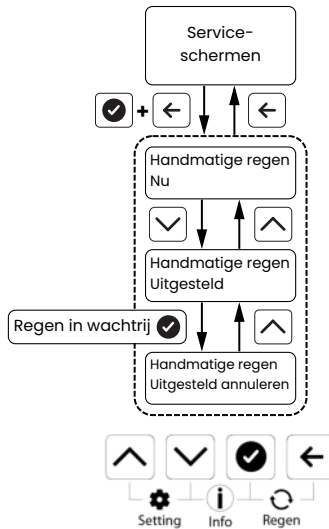 Service-
schermen
+
Handmatige regen
Nu
Handmatige regen
Uitgesteld
Regen in wachtrij
Handmatige regen
Uitgesteld annuleren
Setting Info Regen